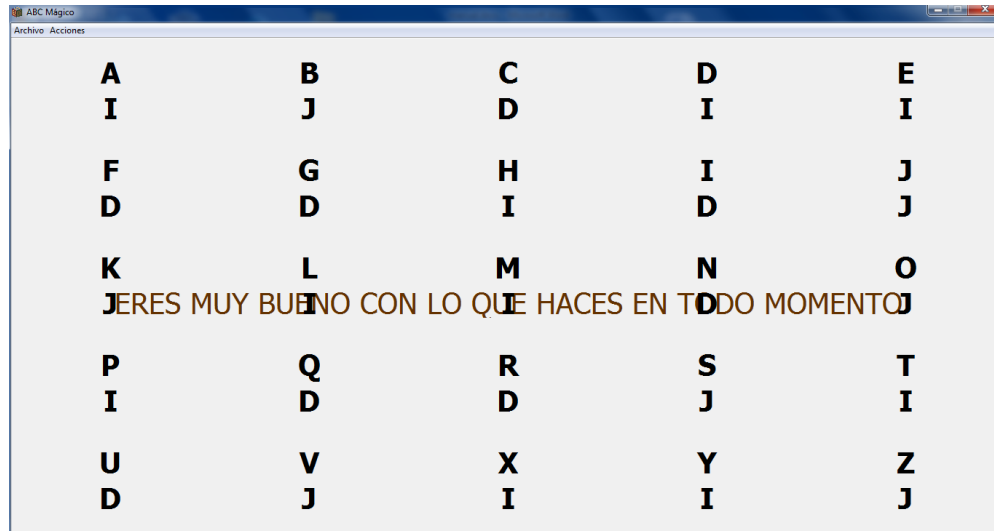 ABC Mágico
Archivo Acciones
A B C D E
I J D I I
F G H I J
D D I D J
K L M N O
J I I D J
ERES MUY BUENO CON LO QUE HACES EN TODO MOMENTO
P Q R S T
I D D J I
U V X Y Z
D J I I J